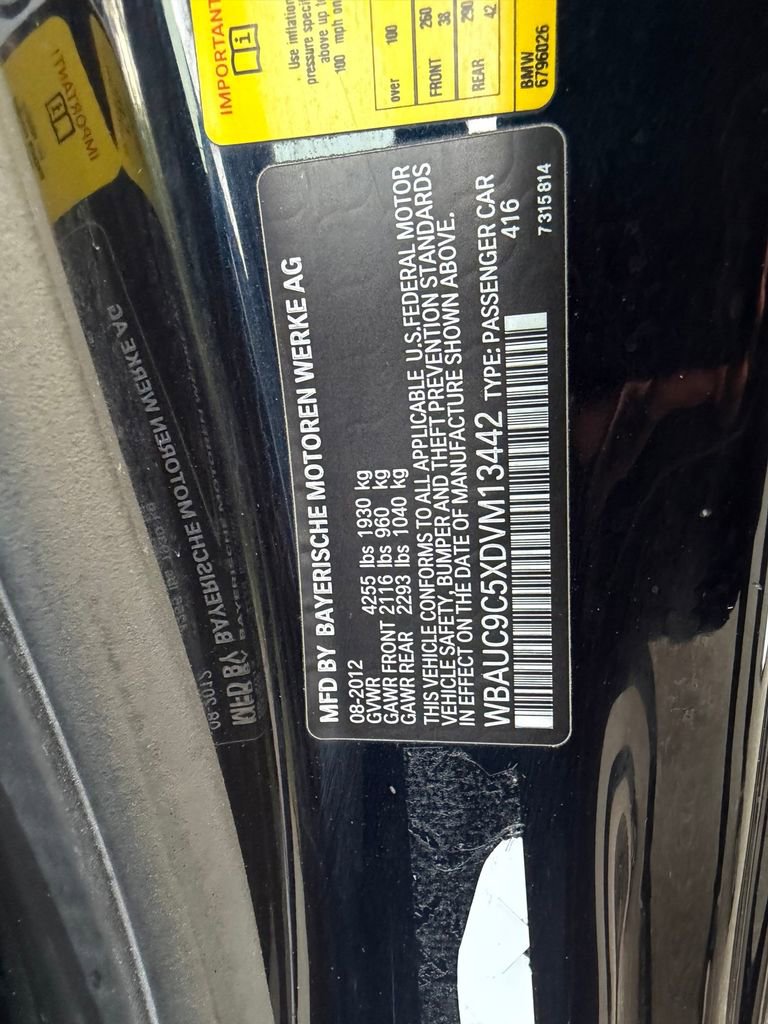 IMPORTANT
Use inflation
pressure speci
above up to
100 mph on
over 100
FRONT 260
38
REAR 290
42
BMW
6796026
MFD BY BAYERISCHE MOTOREN WERKE AG
08-2012
GVWR 4255 lbs 1930 kg
GAWR FRONT 2116 lbs 960 kg
GAWR REAR 2293 lbs 1040 kg
THIS VEHICLE CONFORMS TO ALL APPLICABLE U.S.FEDERAL MOTOR
VEHICLE SAFETY, BUMPER AND THEFT PREVENTION STANDARDS
IN EFFECT ON THE DATE OF MANUFACTURE SHOWN ABOVE.
WBAUC9C5XDVM13442 TYPE: PASSENGER CAR
416
7315814
IMPORTANT!
MFD BY BAYERISCHE MOTOREN WERKE AG
08-2012